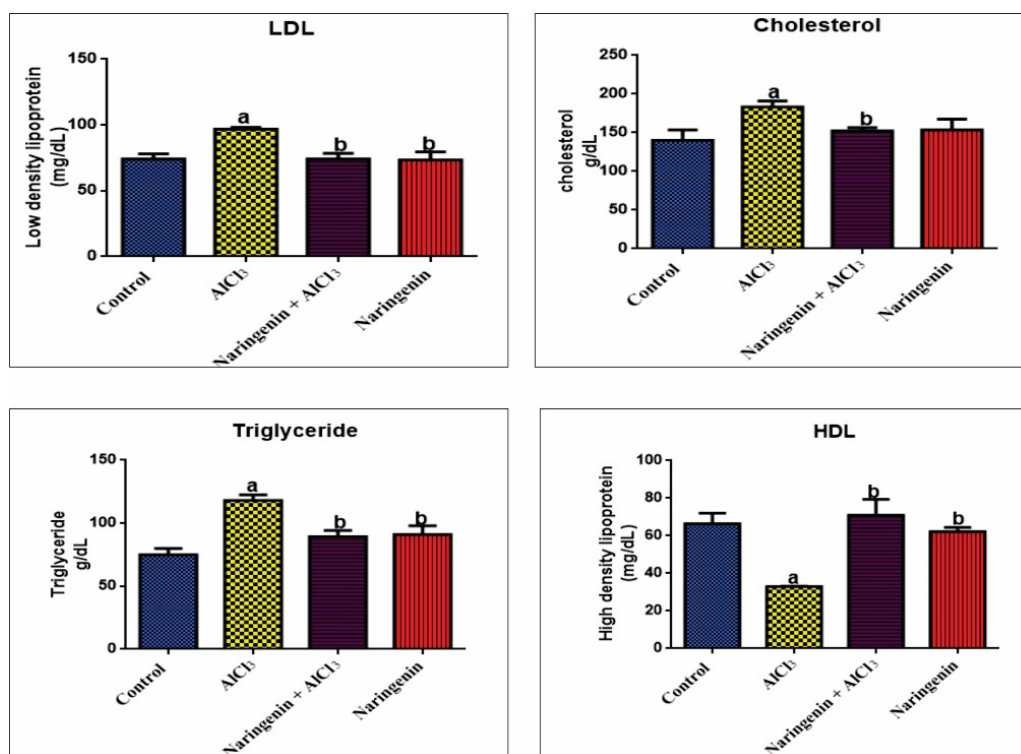 LDL
Low density lipoprotein
(mg/dL)
150
100
50
0
a
b
b
Control
AlCl₃
Naringenin + AlCl₃
Naringenin
Cholesterol
cholesterol
g/dL
250
200
150
100
50
0
a
b
Control
AlCl₃
Naringenin + AlCl₃
Naringenin
Triglyceride
Triglyceride
g/dL
150
100
50
0
a
b
b
Control
AlCl₃
Naringenin + AlCl₃
Naringenin
HDL
High density lipoprotein
(mg/dL)
100
80
60
40
20
0
a
b
b
Control
AlCl₃
Naringenin + AlCl₃
Naringenin